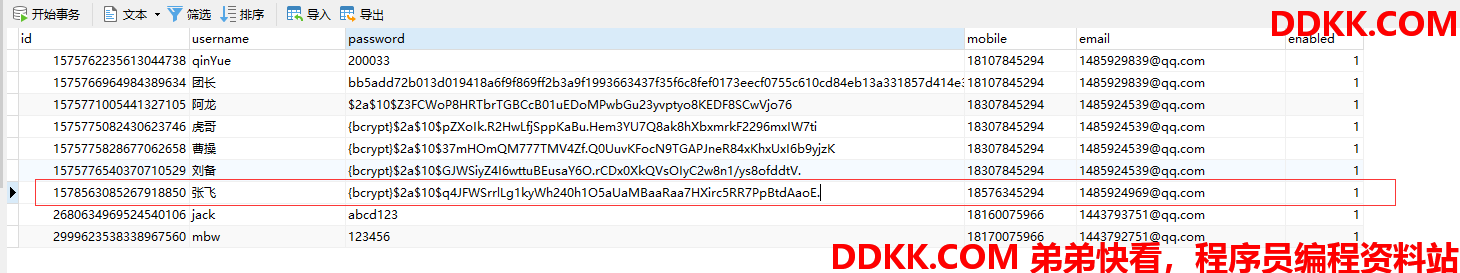 开始事务 文本 筛选 排序 导入 导出
DDKK.COM
id username password mobile email enabled
1575762235613044738 qinYue 200033 18107845294 1485929839@qq.com 1
1575766964984389634 团长 bb5add72b013d019418a6f9f869ff2b3a9f1993663437f35f6c8fef0173eecf0755c610cd84eb13a331857d414e3 18107845294 1485924539@qq.com 1
1575771005441327105 阿龙 $2a$10$Z3FCWoP8HRTbrTGBCcB01uEDoMPwbGu23yvptyo8KEDF8SCwVjo76 18307845294 1485924539@qq.com 1
1575775082430623746 虎哥 {bcrypt}$2a$10$pZXoIk.R2HwLfjSppKaBu.Hem3YU7Q8ak8hXbxmrkF2296mxIW7ti 18307845294 1485924539@qq.com 1
1575775828677062658 曹操 {bcrypt}$2a$10$37mHOmQM777TMV4Zf.Q0UuvKFocN9TGAPJneR84xKhxUxI6b9yjzK 18307845294 1485924539@qq.com 1
1575776540370710529 刘备 {bcrypt}$2a$10$GJWSiyZ4I6wttuBEusaY6O.rCDx0XkQVsOIyC2w8n1/ys8ofddtV. 18307845294 1485924539@qq.com 1
1578563085267918850 张飞 {bcrypt}$2a$10$q4JFWSrrlLg1kyWh240h1O5aUaMBaaRaa7HXirc5RR7PpBtdAaoE. 18576345294 1485924969@qq.com 1
2680634969524540106 jack abcd123 18160075966 1443793751@qq.com 1
2999623538338967560 mbw 123456 18170075966 1443792751@qq.com 1
DDKK.COM 弟弟快看，程序员编程资料站